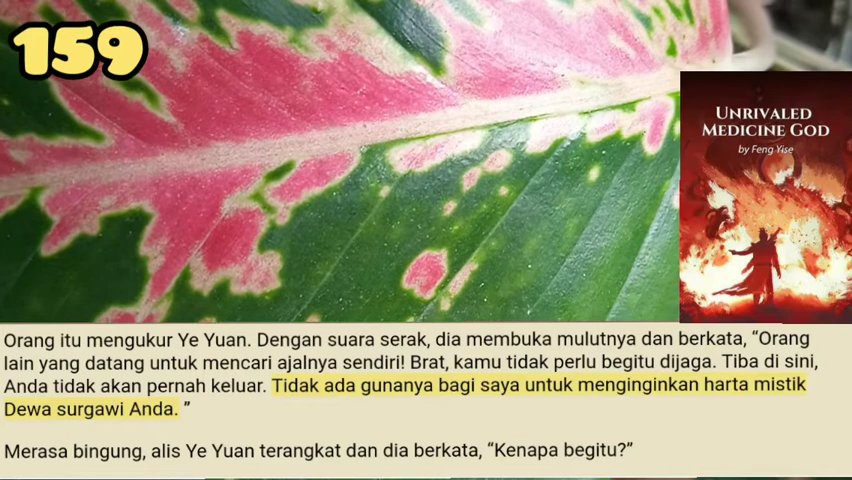 159
UNRIVALED
MEDICINE GOD
by Feng Yise
Orang itu mengukur Ye Yuan. Dengan suara serak, dia membuka mulutnya dan berkata, “Orang
lain yang datang untuk mencari ajalnya sendiri! Brat, kamu tidak perlu begitu dijaga. Tiba di sini,
Anda tidak akan pernah keluar. Tidak ada gunanya bagi saya untuk menginginkan harta mistik
Dewa surgawi Anda. ”
Merasa bingung, alis Ye Yuan terangkat dan dia berkata, “Kenapa begitu?”